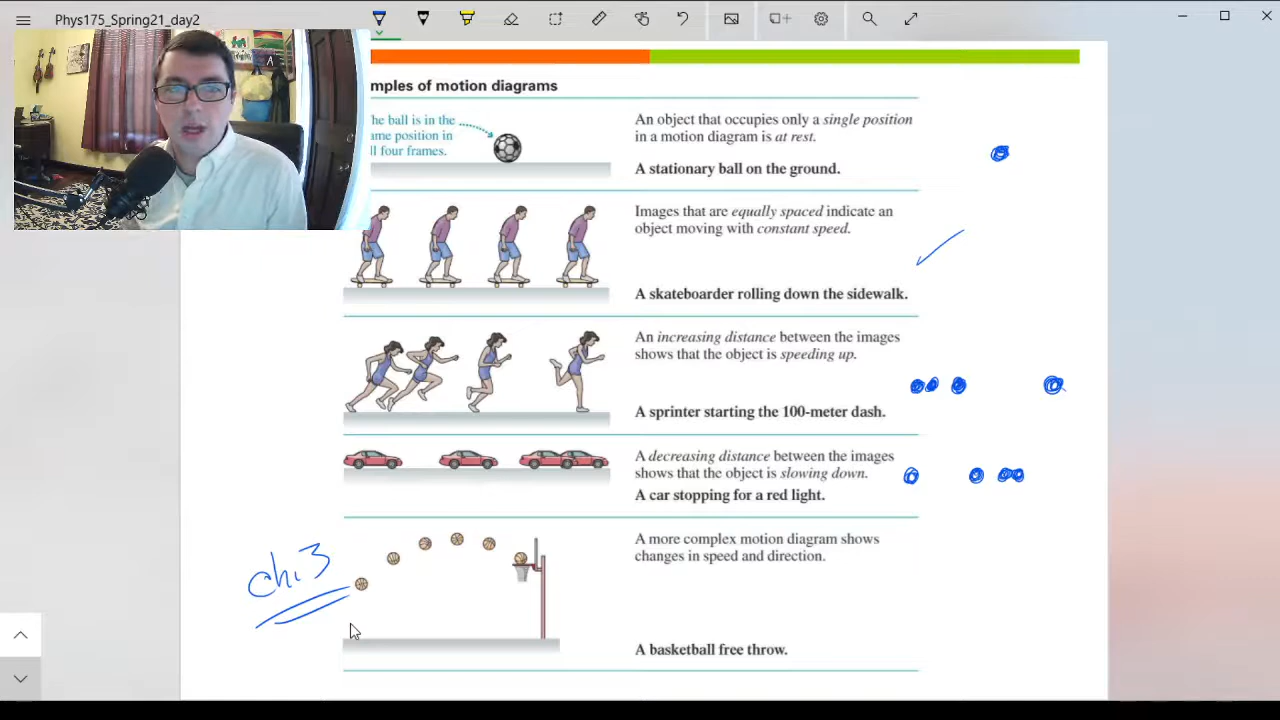 Phys175_Spring21_day2
mples of motion diagrams
he ball is in the
ame position in
ll four frames.
An object that occupies only a single position
in a motion diagram is at rest.
A stationary ball on the ground.
Images that are equally spaced indicate an
object moving with constant speed.
A skateboarder rolling down the sidewalk.
An increasing distance between the images
shows that the object is speeding up.
A sprinter starting the 100-meter dash.
A decreasing distance between the images
shows that the object is slowing down.
A car stopping for a red light.
ch. 3
A more complex motion diagram shows
changes in speed and direction.
A basketball free throw.
A